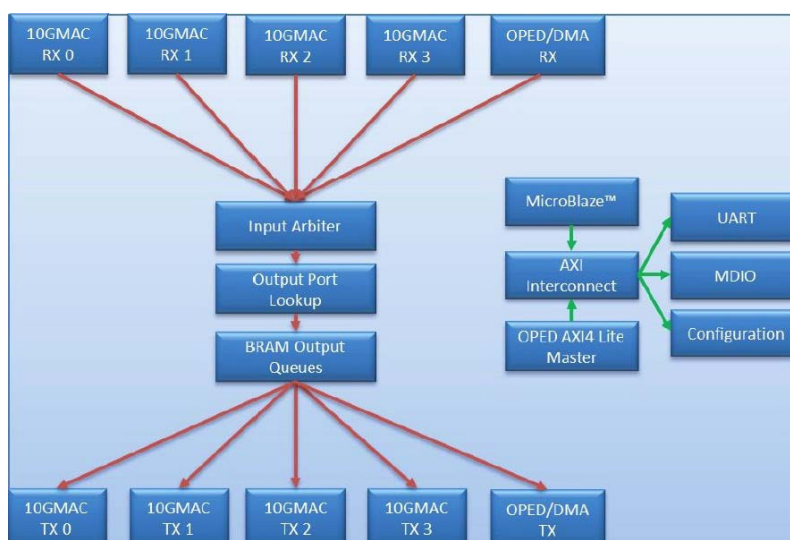 10GMAC
RX 0
10GMAC
RX 1
10GMAC
RX 2
10GMAC
RX 3
OPED/DMA
RX
Input Arbiter
Output Port
Lookup
BRAM Output
Queues
MicroBlaze™
AXI
Interconnect
OPED AXI4 Lite
Master
UART
MDIO
Configuration
10GMAC
TX 0
10GMAC
TX 1
10GMAC
TX 2
10GMAC
TX 3
OPED/DMA
TX